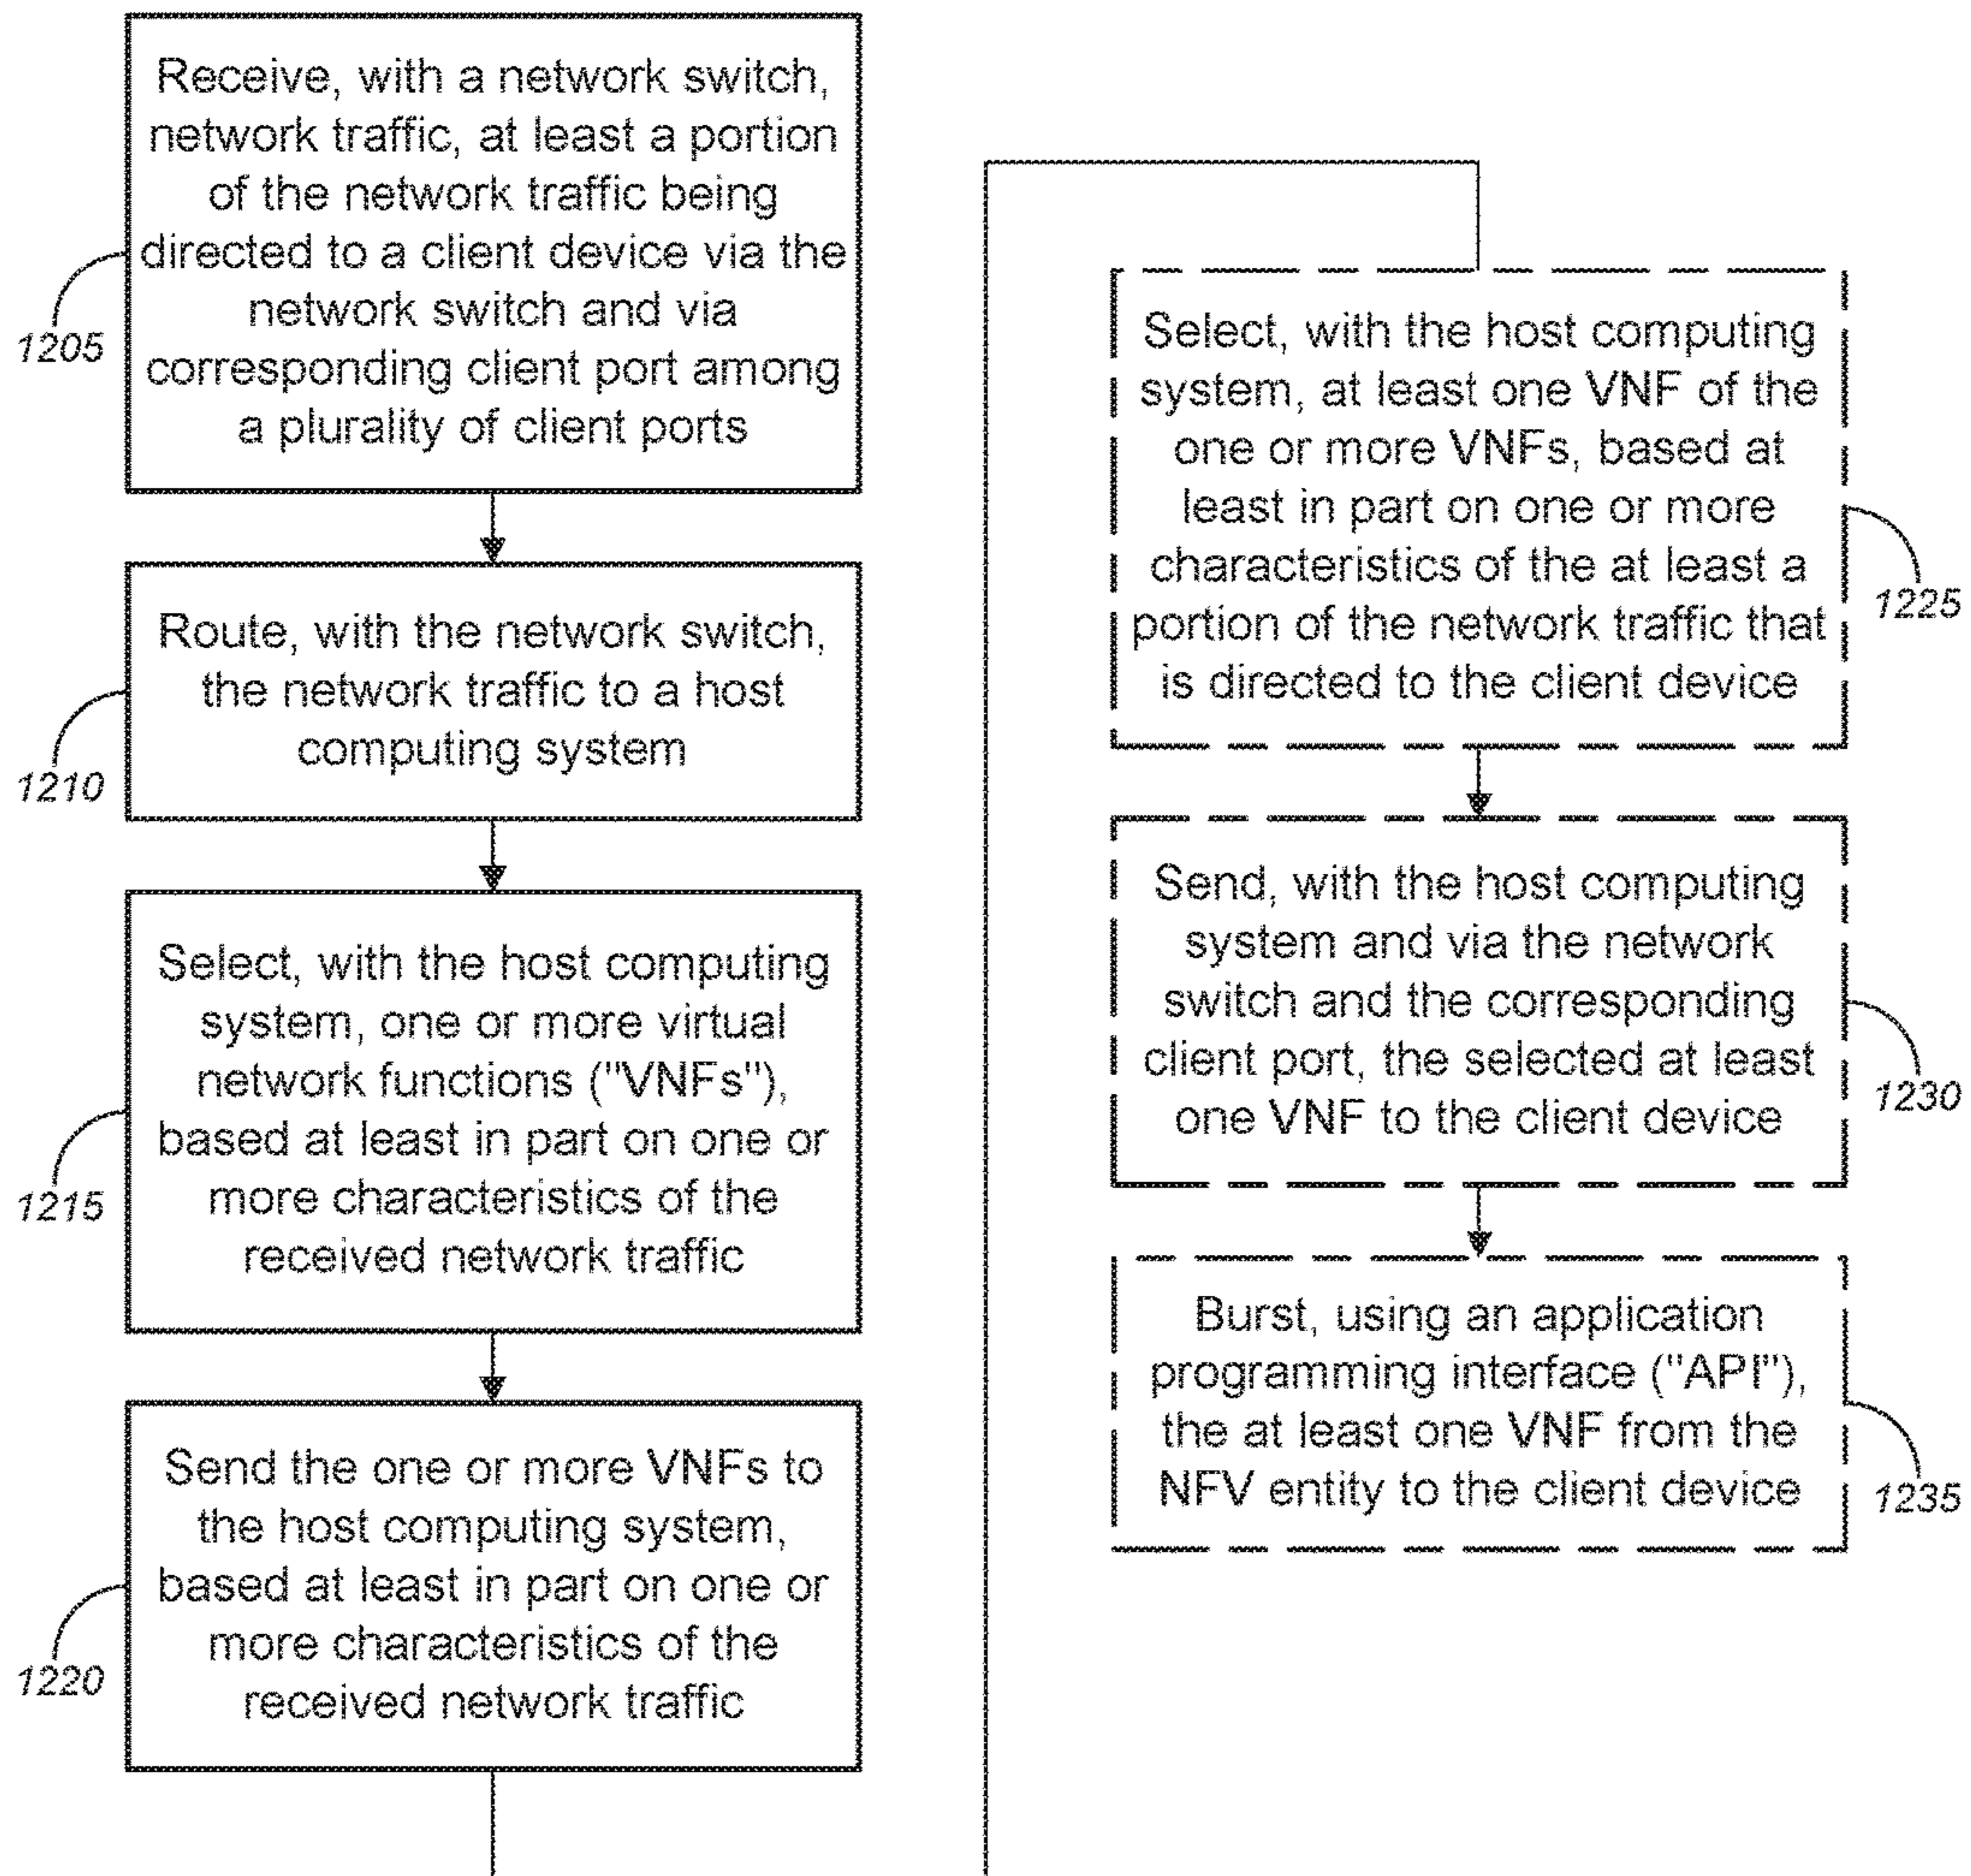 Receive, with a network switch,
network traffic, at least a portion
of the network traffic being
directed to a client device via the
network switch and via
corresponding client port among
a plurality of client ports
1205
Route, with the network switch,
the network traffic to a host
computing system
1210
Select, with the host computing
system, one or more virtual
network functions ("VNFs"),
based at least in part on one or
more characteristics of the
received network traffic
1215
Send the one or more VNFs to
the host computing system,
based at least in part on one or
more characteristics of the
received network traffic
1220
Select, with the host computing
system, at least one VNF of the
one or more VNFs, based at
least in part on one or more
characteristics of the at least a
portion of the network traffic that
is directed to the client device
1225
Send, with the host computing
system and via the network
switch and the corresponding
client port, the selected at least
one VNF to the client device
1230
Burst, using an application
programming interface ("API"),
the at least one VNF from the
NFV entity to the client device
1235